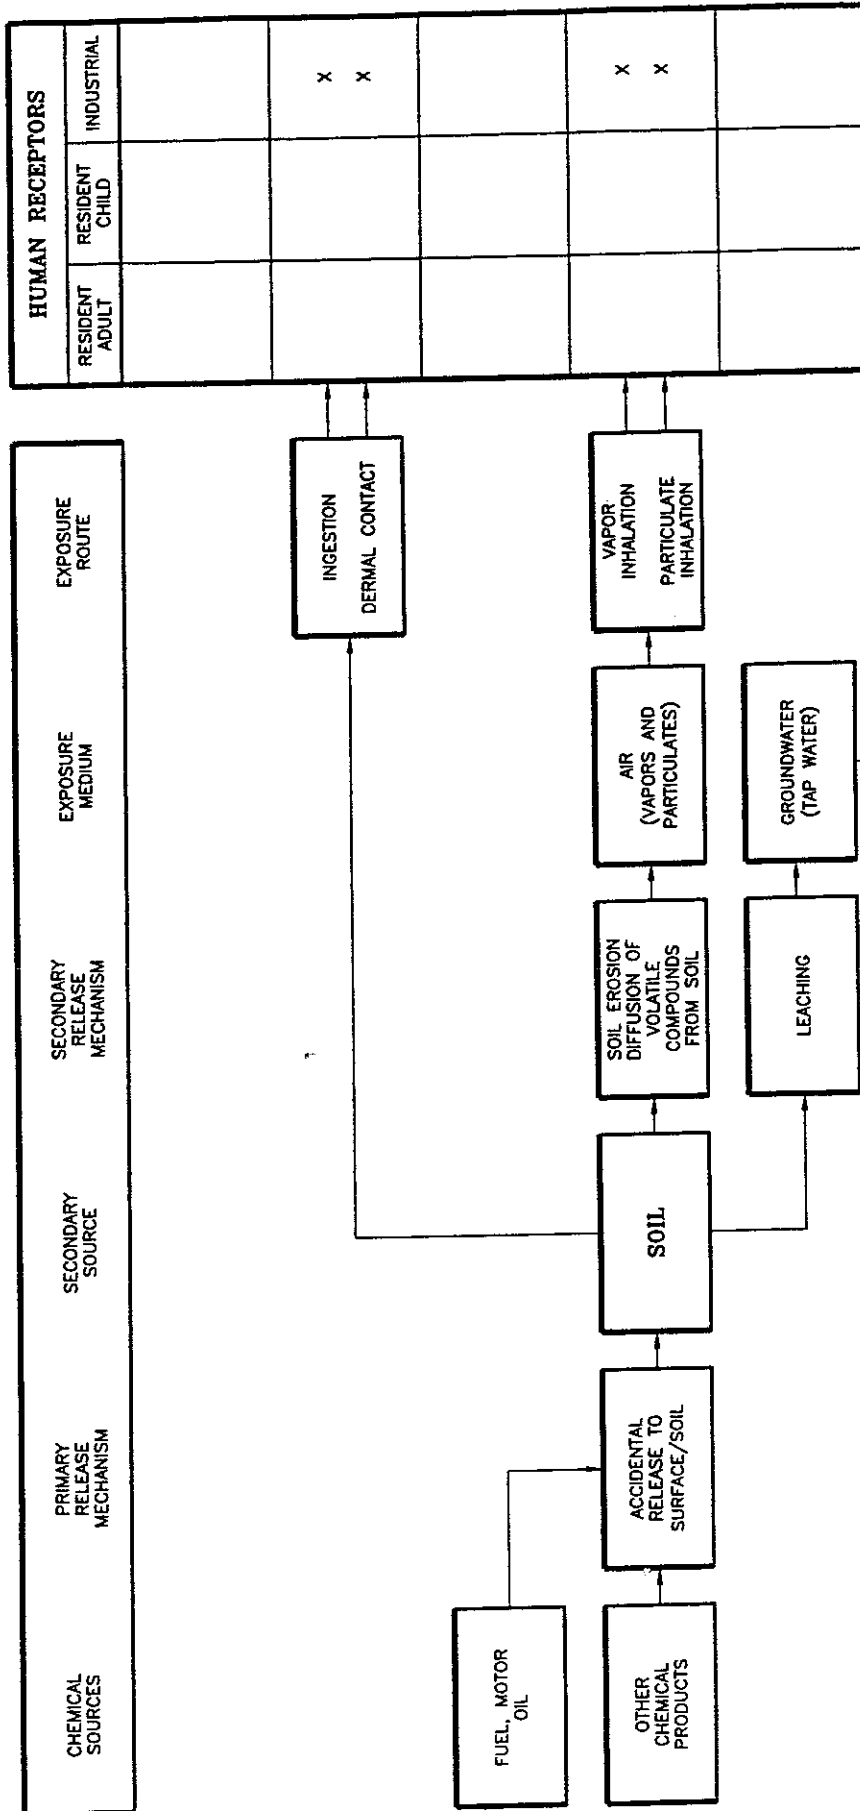 CHEMICAL
SOURCES
PRIMARY
RELEASE
MECHANISM
SECONDARY
SOURCE
SECONDARY
RELEASE
MECHANISM
EXPOSURE
MEDIUM
EXPOSURE
ROUTE
HUMAN RECEPTORS
RESIDENT
ADULT
RESIDENT
CHILD
INDUSTRIAL
INGESTION
DERMAL CONTACT
X
X
FUEL, MOTOR
OIL
OTHER
CHEMICAL
PRODUCTS
ACCIDENTAL
RELEASE TO
SURFACE/SOIL
SOIL
SOIL EROSION
DIFFUSION OF
VOLATILE
COMPOUNDS
FROM SOIL
AIR
(VAPORS AND
PARTICULATES)
VAPOR
INHALATION
PARTICULATE
INHALATION
X
X
LEACHING
GROUNDWATER
(TAP WATER)